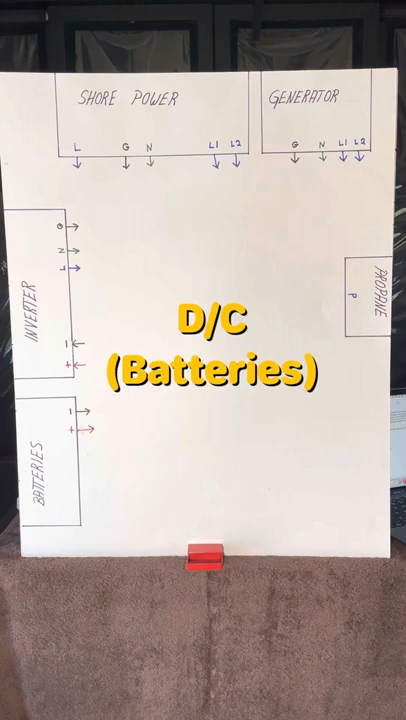 SHORE POWER
L G N L1 L2
GENERATOR
G N L1 L2
INVERTER
G
N
L
-
+
PROPANE
P
D/C
(Batteries)
BATTERIES
-
+